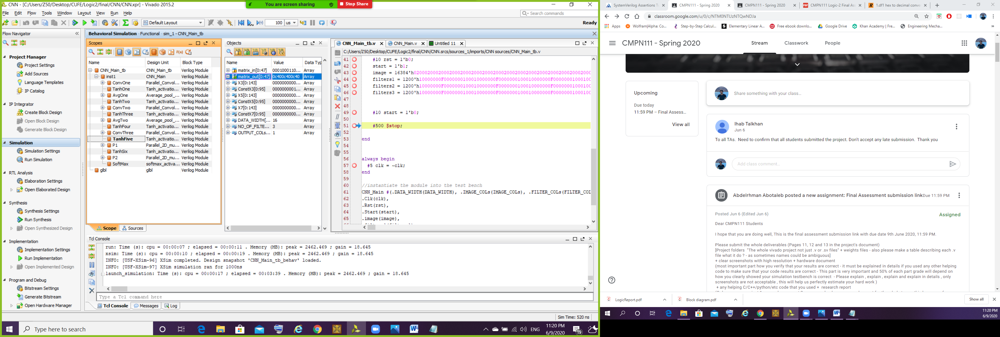 CNN - [C:/Users/Z50/Desktop/CUFE/Logic2/final/CNN/CNN.xpr] - Vivado 2015.2
You are screen sharing
Stop Share
File Edit Flow Tools Window Layout View Run Help
Search commands
Default Layout
100 us
Ready
Flow Navigator
Project Manager
Project Settings
Add Sources
Language Templates
IP Catalog
IP Integrator
Create Block Design
Open Block Design
Generate Block Design
Simulation
Simulation Settings
Run Simulation
RTL Analysis
Elaboration Settings
Open Elaborated Design
Synthesis
Synthesis Settings
Run Synthesis
Open Synthesized Design
Implementation
Implementation Settings
Run Implementation
Open Implemented Design
Program and Debug
Bitstream Settings
Generate Bitstream
Open Hardware Manager
Behavioral Simulation - Functional - sim_1 - CNN_Main_tb
Scopes
Name Design Unit Block Type
CNN_Main_tb CNN_Main_tb Verilog Module
inst1 CNN_Main Verilog Module
ConvOne Parallel_Convol... Verilog Module
TanhOne Tanh_activatio... Verilog Module
AvgOne Average_pool_... Verilog Module
TanhTwo Tanh_activatio... Verilog Module
ConvTwo Parallel_Convol... Verilog Module
TanhThree Tanh_activatio... Verilog Module
AvgTwo Average_pool_... Verilog Module
TanhFour Tanh_activatio... Verilog Module
ConvThree Parallel_Convol... Verilog Module
TanhFive Tanh_activatio... Verilog Module
P1 Parallel_2D_mu... Verilog Module
TanhSix Tanh_activatio... Verilog Module
P2 Parallel_2D_mu... Verilog Module
SoftMax softmax_activa... Verilog Module
glbl glbl Verilog Module
Scope Sources
Objects
Name Value Data Typ
matrix_in[0:47] 0001000110... Array
matrix_out[0:47] 0c400c400c40 Array
X3[0:143] 0000000000... Array
ConstX3[0:95] 0000000001... Array
X5[0:143] 0000000000... Array
ConstX5[0:95] 0000000000... Array
X7[0:143] 0000000000... Array
ConstX7[0:95] 0000000000... Array
DATA_WIDTH[... 16 Array
NO_OF_FILTE... 3 Array
OUTPUT_COLs... 1 Array
CNN_Main_tb.v CNN_Main.v Untitled 11
C:/Users/Z50/Desktop/CUFE/Logic2/final/CNN/CNN.srcs/sources_1/imports/CNN sources/CNN_Main_tb.v
41 #10 rst = 1'b0;
42 start = 1'b1;
43 image = 16384'h
44 filters1 = 1200'h
45 filters2 = 1200'h
46 filters3 = 1200'h
47
48
49 #10 start = 1'b0;
50
51 #500 $stop;
52
53 end
54
55
56 always begin
57 #5 clk = ~clk;
58 end
59
60 //instantiate the module into the test bench
61 CNN_Main #(.DATA_WIDTH(DATA_WIDTH), .IMAGE_COLs(IMAGE_COLs), .FILTER_COLs(FILTER_COL
62 .Clk(clk),
63 .Rst(rst),
64 .Start(start),
65 .image(image),
Tcl Console
run: Time (s): cpu = 00:00:07 ; elapsed = 00:00:11 . Memory (MB): peak = 2462.469 ; gain = 18.645
xsim: Time (s): cpu = 00:00:10 ; elapsed = 00:00:19 . Memory (MB): peak = 2462.469 ; gain = 18.645
INFO: [USF-XSim-96] XSim completed. Design snapshot 'CNN_Main_tb_behav' loaded.
INFO: [USF-XSim-97] XSim simulation ran for 1000ns
launch_simulation: Time (s): cpu = 00:00:17 ; elapsed = 00:03:39 . Memory (MB): peak = 2462.469 ; gain = 18.645
Type a Tcl command here
Tcl Console Messages Log
Sim Time: 520 ns
Type here to search
ENG
11:20 PM
6/9/2020
19
SystemVerilog Assertions Tu CMPN111 - Spring 2020 CMPN111 - Spring 2020 CMPN111 Logic-2 Final As 1.df1 hex to decimal conve
classroom.google.com/u/0/c/NTM0NTUzNTQwNDJa
Apps Wolfram|Alpha: Co... Step-by-Step Calcul... Elementary Linear A... Free ebook downlo... Google Drive Khan Academy | Fre... Engineering Mecha...
CMPN111 - Spring 2020
Stream Classwork People
Upcoming
Due today
11:59 PM – Final Assess...
View all
Share something with your class...
Ihab Talkhan
Jun 6
To all TAs. Need to confirm that all students submitted the project. Don't accept any late submission. Thank you
Add class comment...
Abdelrhman Abotaleb posted a new assignment: Final Assessment submission link Due 11:59 PM
Posted Jun 6 (Edited Jun 6)
Assigned
Dear CMPN111 Students
I hope that you are doing well, This is the final assessment submission link with due date 9th June 2020, 11:59 PM.
Please submit the whole deliverables (Pages 11, 12 and 13 in the project's document)
[Project folders "The whole vivado project not just .v or .sv files" + weights files - also please make a table describing each .v
file what it do ? - as sometimes names could be ambiguous]
+ clear screenshots with high resolution + hardware document
(most important part how you verify that your results are correct - it must be explained in details if you used any other helping
code to make sure that your code results are correct - This part is very important and 50% of each part grade will depend on
how you clearly showed your simulation testbench is correct - Please explain , explain , explain and explain in details , only
screenshots are not acceptable , this will help us perfectly estimate your hard work )
+ any helping C/C++/python/etc code that you used + research report
LogicReport.pdf
Block diagram.pdf
Show all
11:20 PM
6/9/2020